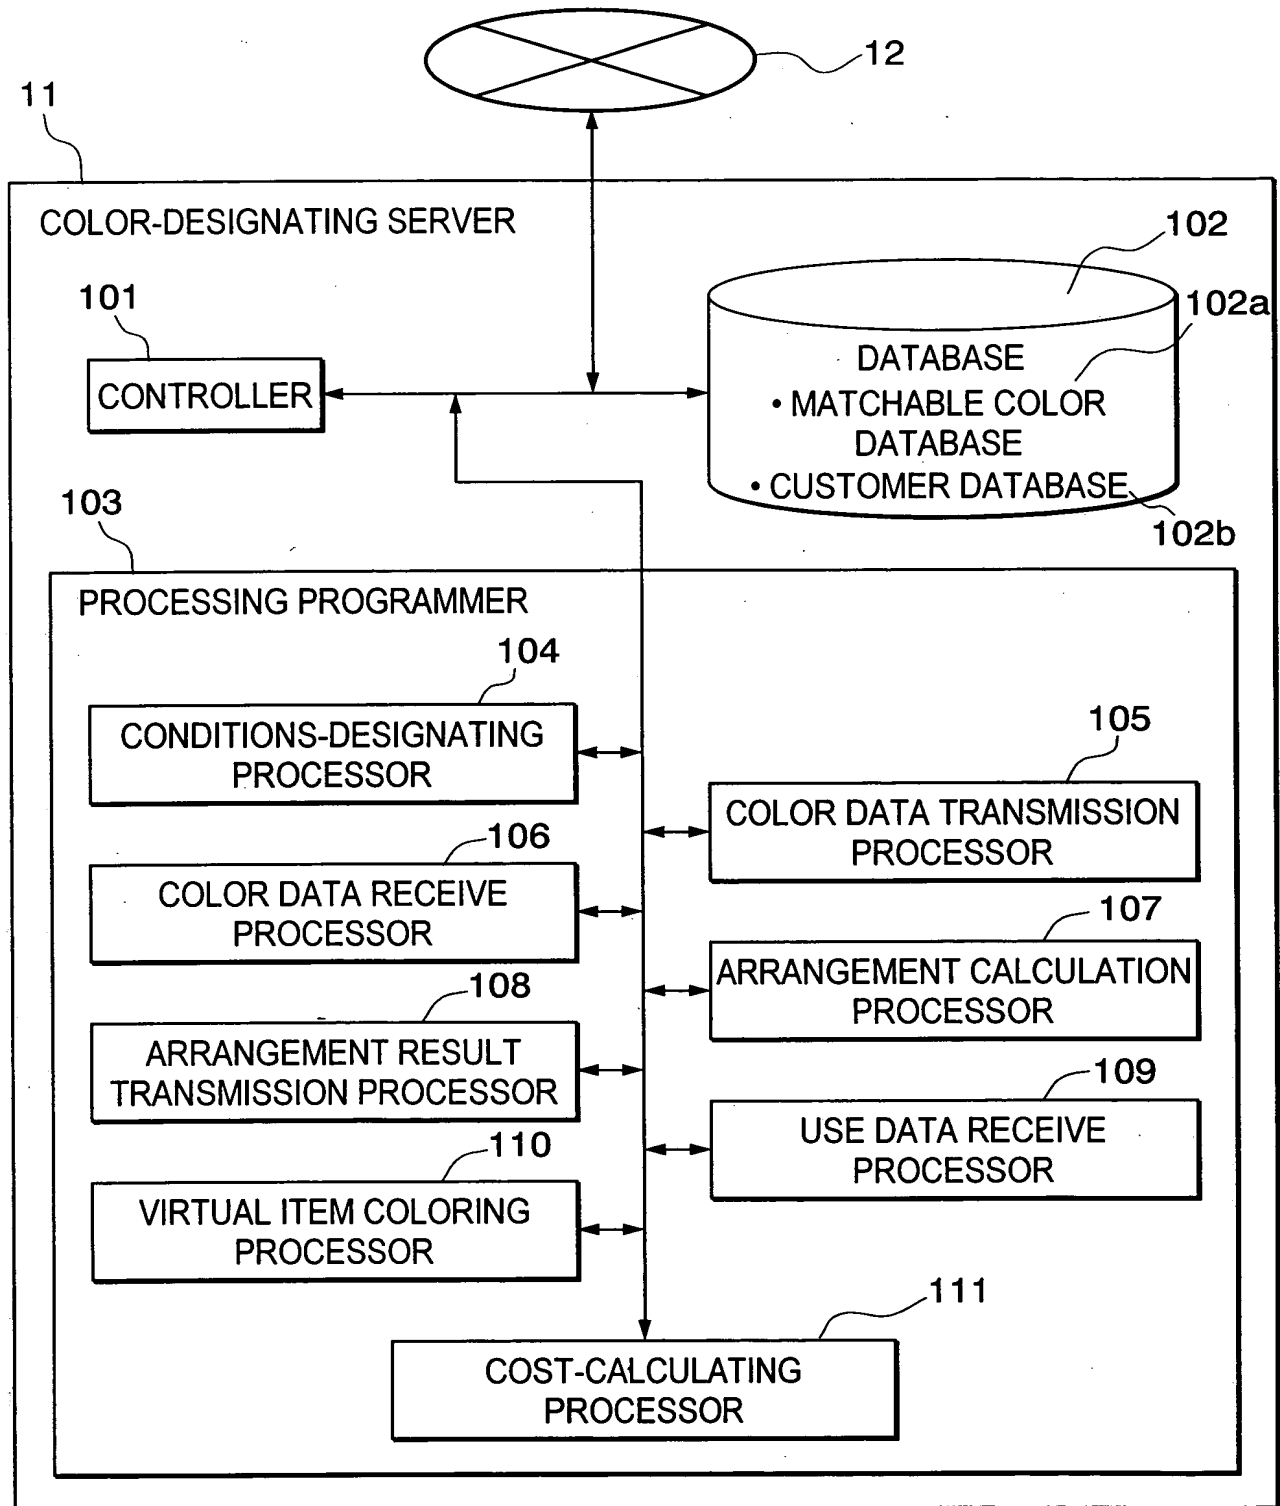 12
11
COLOR-DESIGNATING SERVER
102
101
102a
CONTROLLER
DATABASE
• MATCHABLE COLOR
DATABASE
• CUSTOMER DATABASE
102b
103
PROCESSING PROGRAMMER
104
CONDITIONS-DESIGNATING
PROCESSOR
105
COLOR DATA TRANSMISSION
PROCESSOR
106
COLOR DATA RECEIVE
PROCESSOR
107
ARRANGEMENT CALCULATION
PROCESSOR
108
ARRANGEMENT RESULT
TRANSMISSION PROCESSOR
109
USE DATA RECEIVE
PROCESSOR
110
VIRTUAL ITEM COLORING
PROCESSOR
111
COST-CALCULATING
PROCESSOR